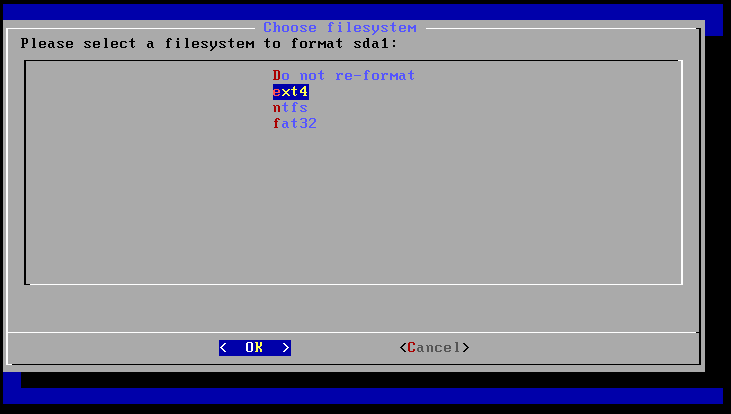 Choose filesystem
Please select a filesystem to format sda1:
Do not re-format
ext4
ntfs
fat32
< OK > <Cancel>